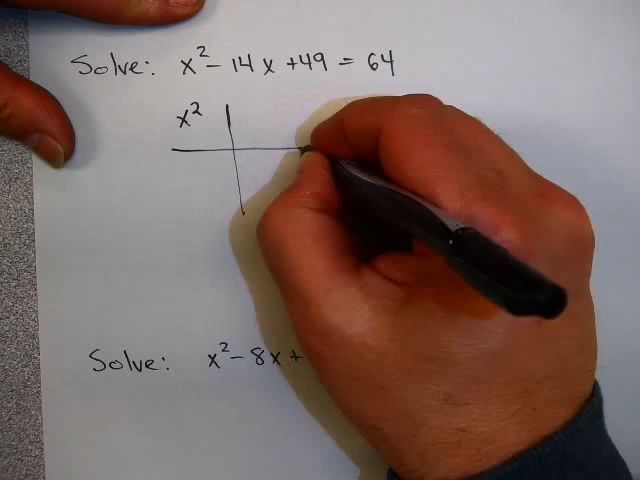 Solve: x² - 14x + 49 = 64
x²
Solve: x² - 8x +